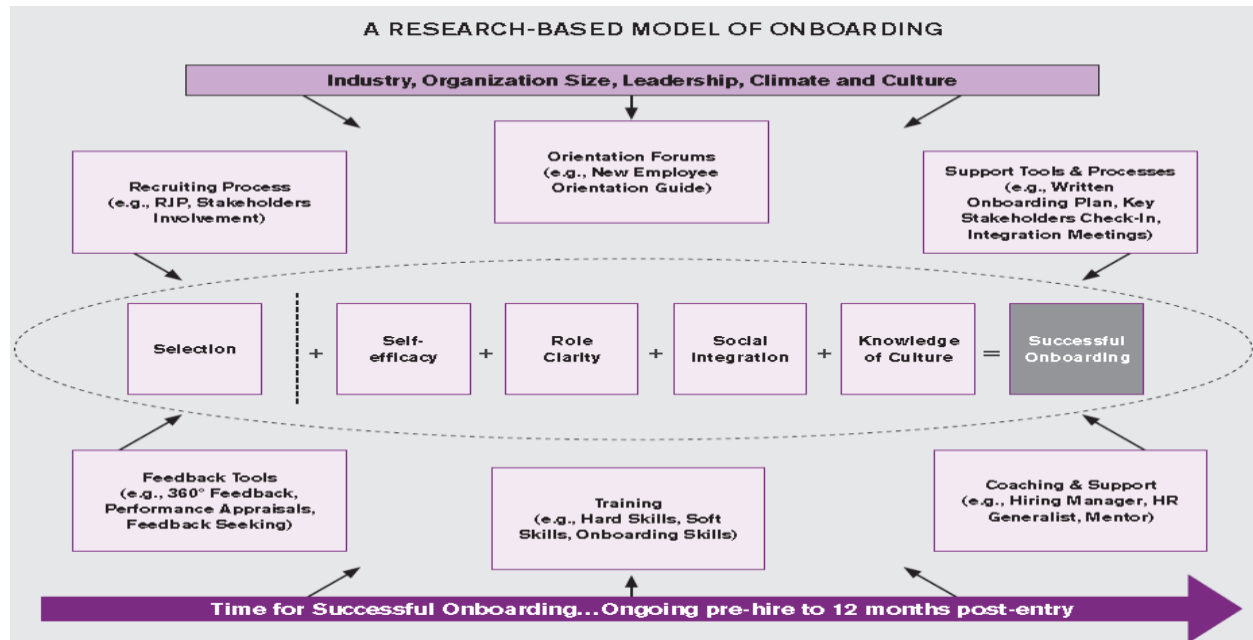 A RESEARCH-BASED MODEL OF ONBOARDING
Industry, Organization Size, Leadership, Climate and Culture
Recruiting Process
(e.g., RJP, Stakeholders
Involvement)
Orientation Forums
(e.g., New Employee
Orientation Guide)
Support Tools & Processes
(e.g., Written
Onboarding Plan, Key
Stakeholders Check-In,
Integration Meetings)
Selection
+
Self-
efficacy
+
Role
Clarity
+
Social
Integration
+
Knowledge
of Culture
=
Successful
Onboarding
Feedback Tools
(e.g., 360° Feedback,
Performance Appraisals,
Feedback Seeking)
Training
(e.g., Hard Skills, Soft
Skills, Onboarding Skills)
Coaching & Support
(e.g., Hiring Manager, HR
Generalist, Mentor)
Time for Successful Onboarding...Ongoing pre-hire to 12 months post-entry